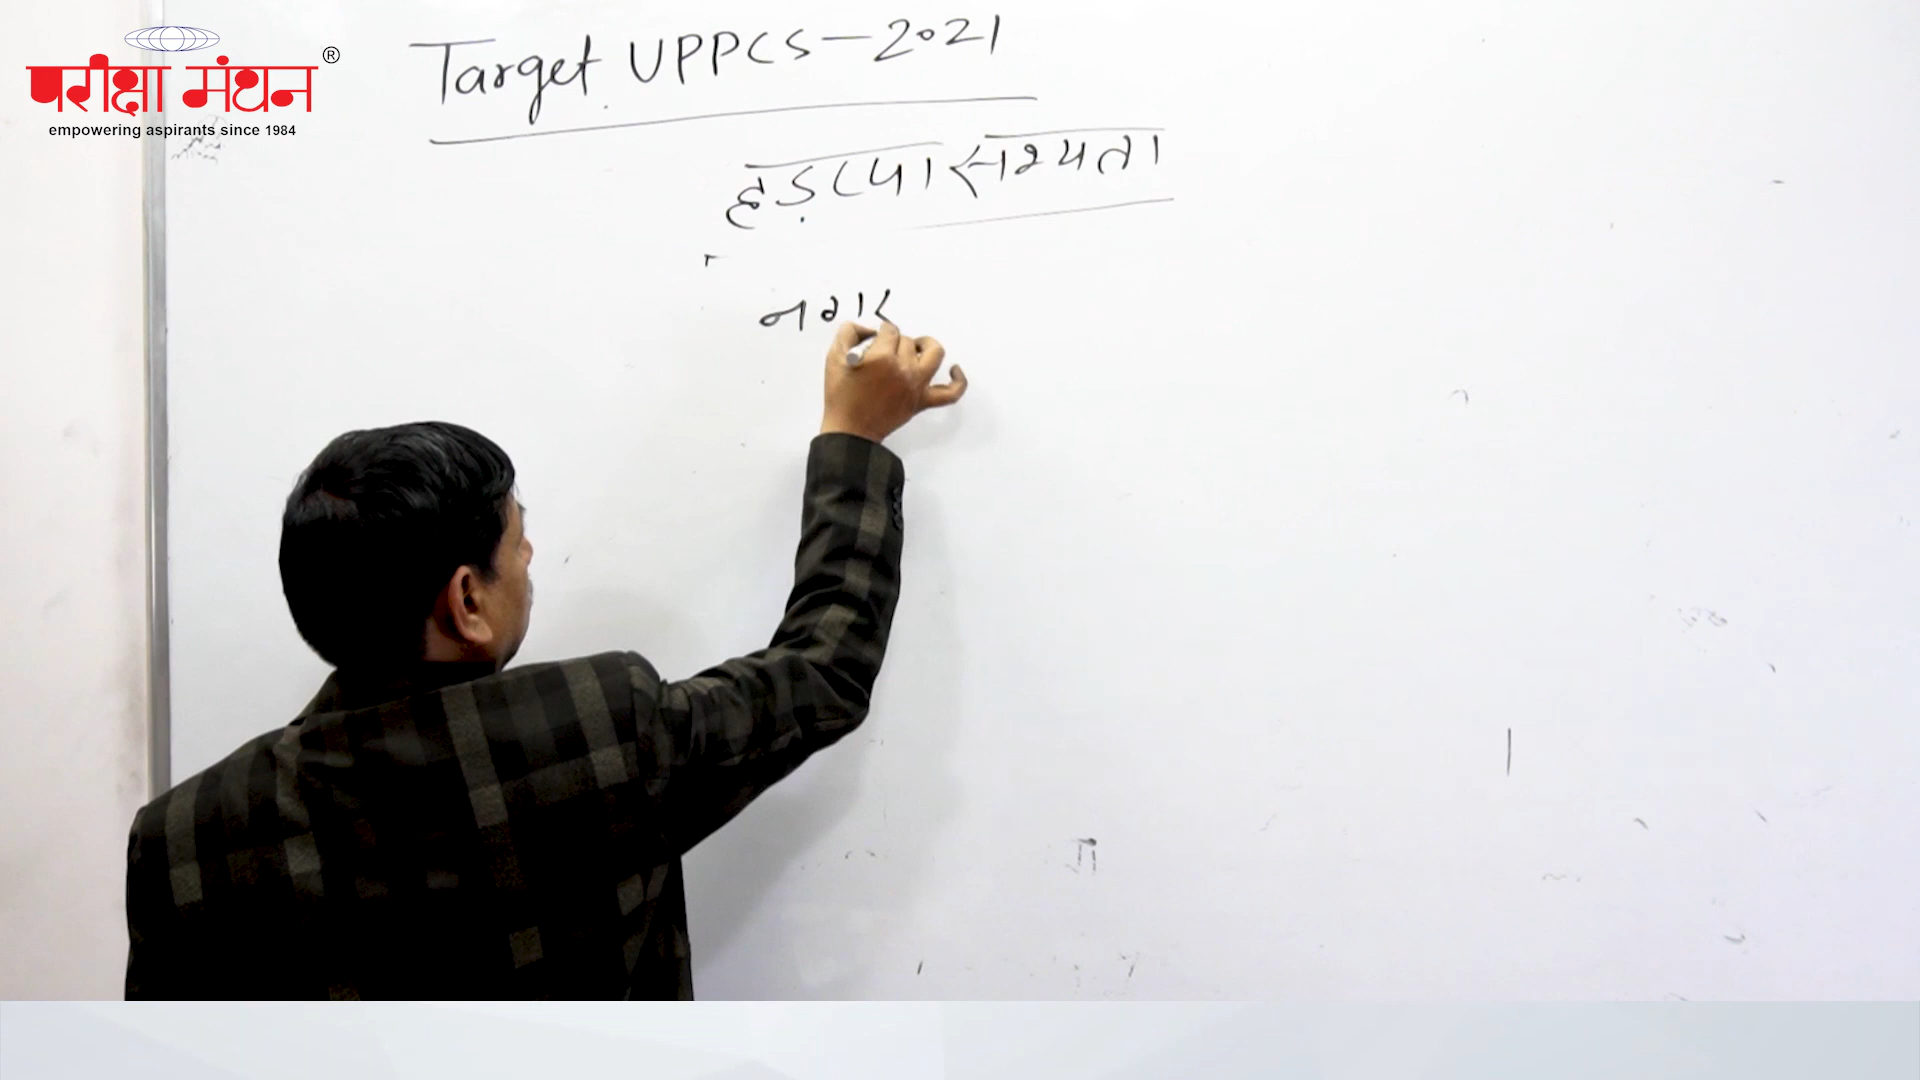 परीक्षा मंथन ®
empowering aspirants since 1984
Target UPPCS-2021
हड़प्पा सभ्यता
नगर